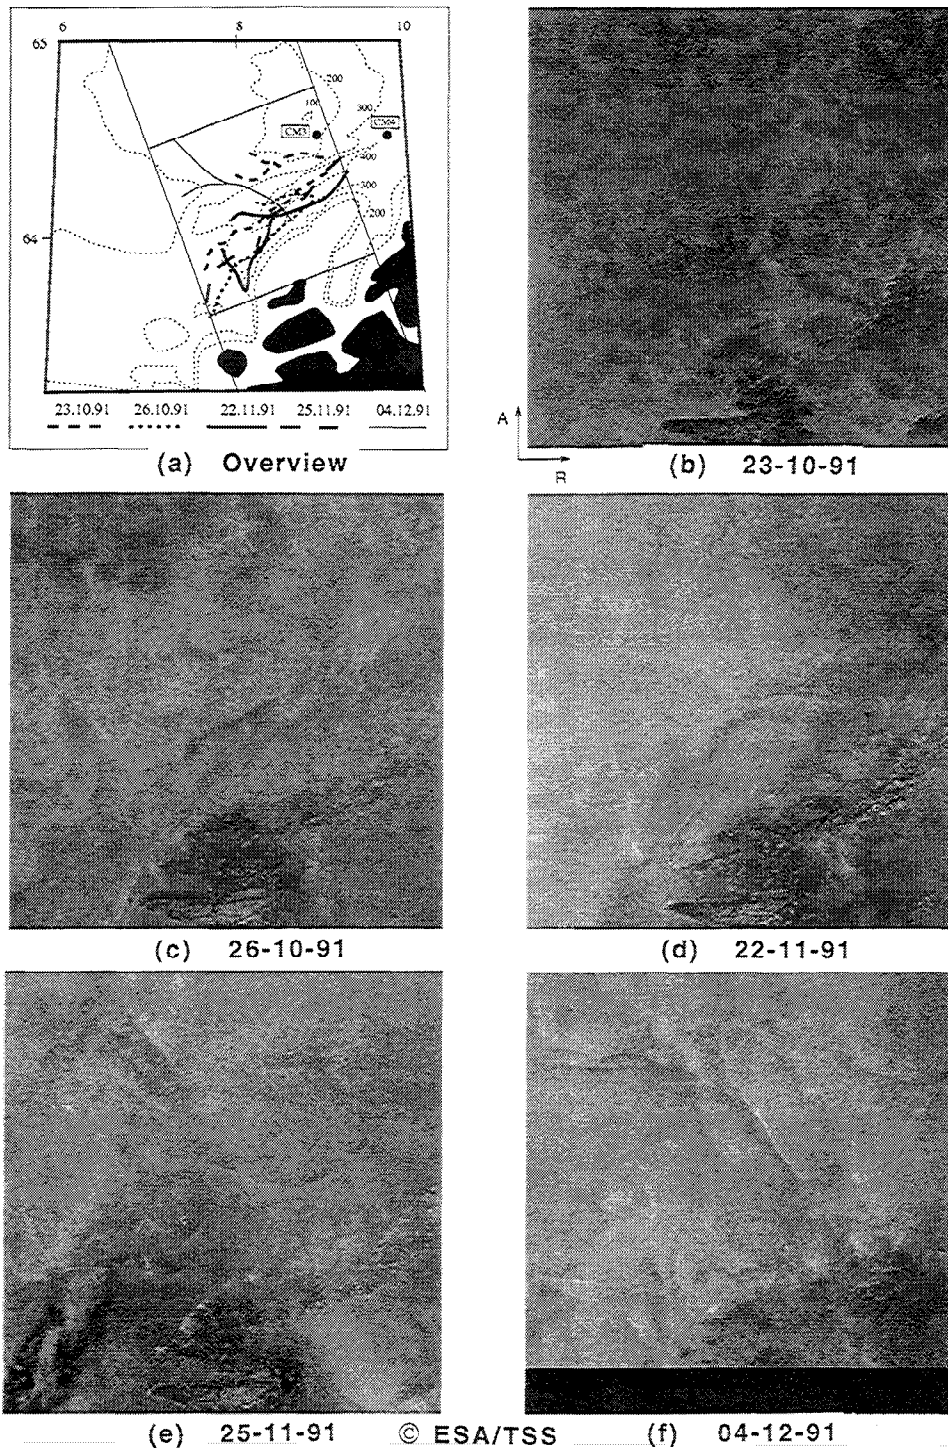 6 8 10
65
200
100
300
CM3 CM4
400
300
200
64
23.10.91 26.10.91 22.11.91 25.11.91 04.12.91
(a) Overview
A
R
(b) 23-10-91
(c) 26-10-91
(d) 22-11-91
(e) 25-11-91
© ESA/TSS
(f) 04-12-91